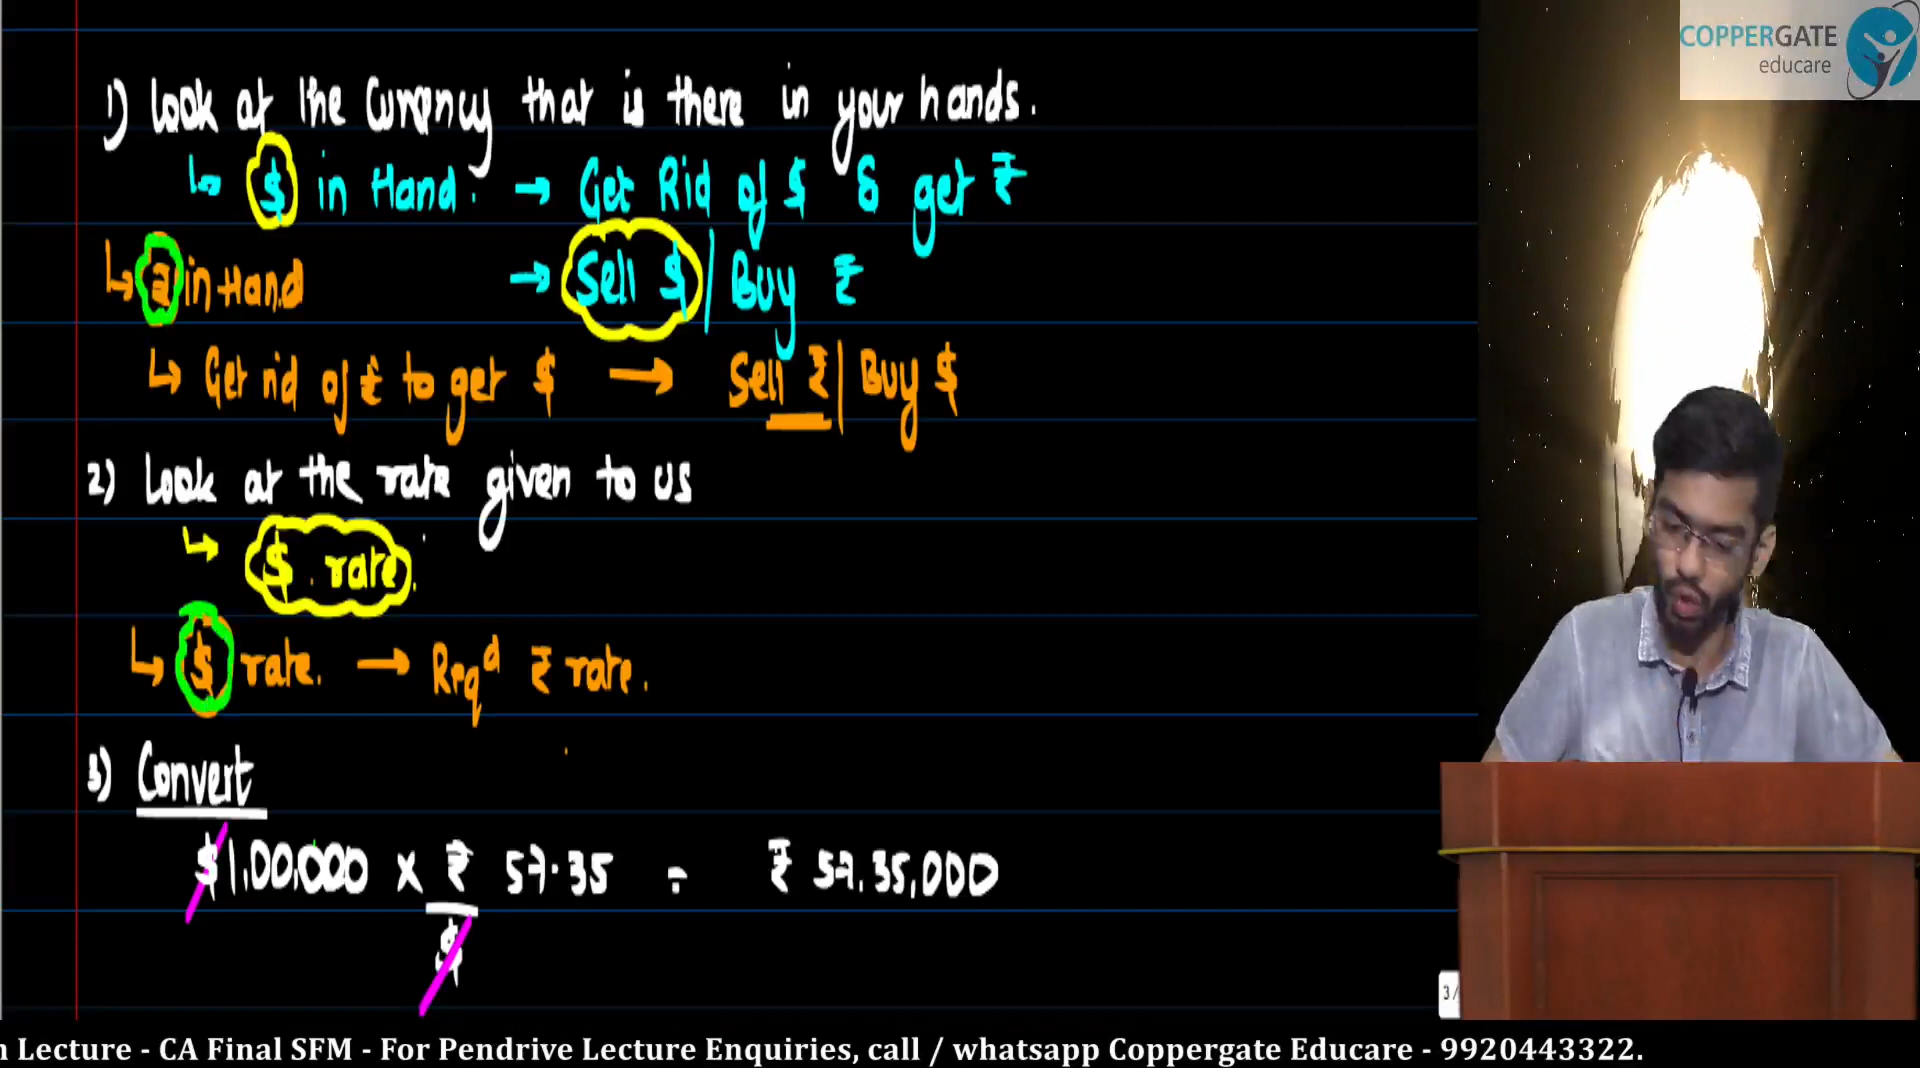 COPPERGATE
educare
1) Look at the Currency that is there in your hands.
↳ $ in Hand. → Get Rid of $ & get ₹
→ Sell $ | Buy ₹
↳ ₹ in Hand
↳ Get rid of ₹ to get $ → Sell ₹ | Buy $
2) Look at the rate given to us
↳ $ rate.
↳ $ rate. → Reqd ₹ rate.
3) Convert
$1,00,000 × ₹/$ 57.35 = ₹ 57,35,000
3/
n Lecture - CA Final SFM - For Pendrive Lecture Enquiries, call / whatsapp Coppergate Educare - 9920443322.